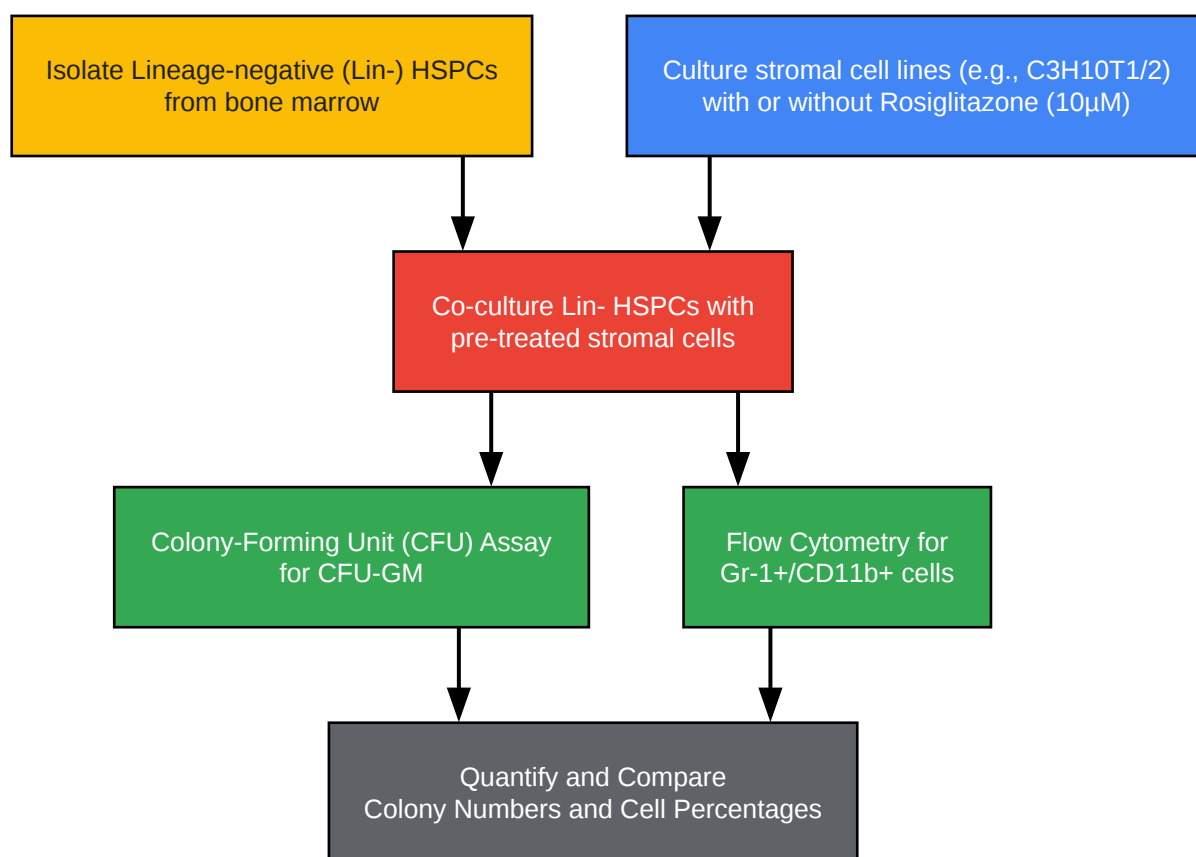 Isolate Lineage-negative (Lin-) HSPCs
from bone marrow
Culture stromal cell lines (e.g., C3H10T1/2)
with or without Rosiglitazone (10µM)
Co-culture Lin- HSPCs with
pre-treated stromal cells
Colony-Forming Unit (CFU) Assay
for CFU-GM
Flow Cytometry for
Gr-1+/CD11b+ cells
Quantify and Compare
Colony Numbers and Cell Percentages